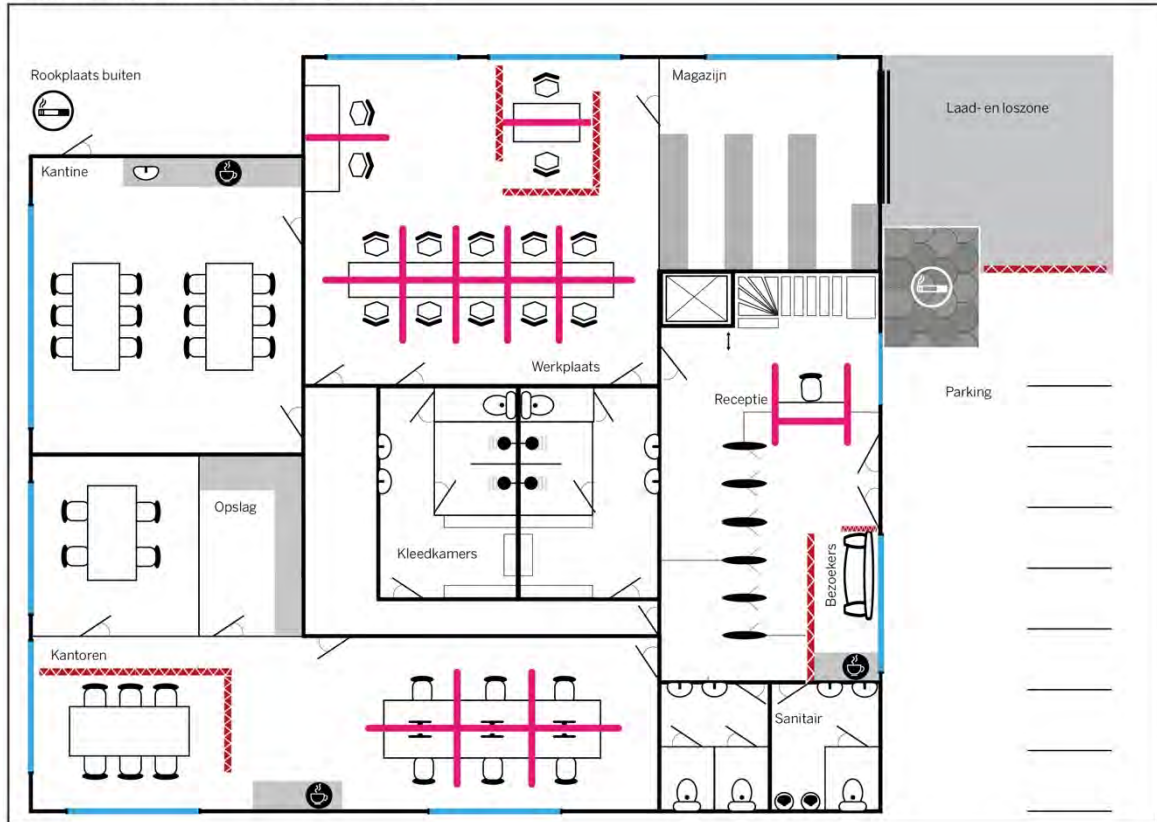 Rookplaats buiten
Magazijn
Laad- en loszone
Kantine
Werkplaats
Receptie
Parking
Opslag
Kleedkamers
Bezoekers
Kantoren
Sanitair